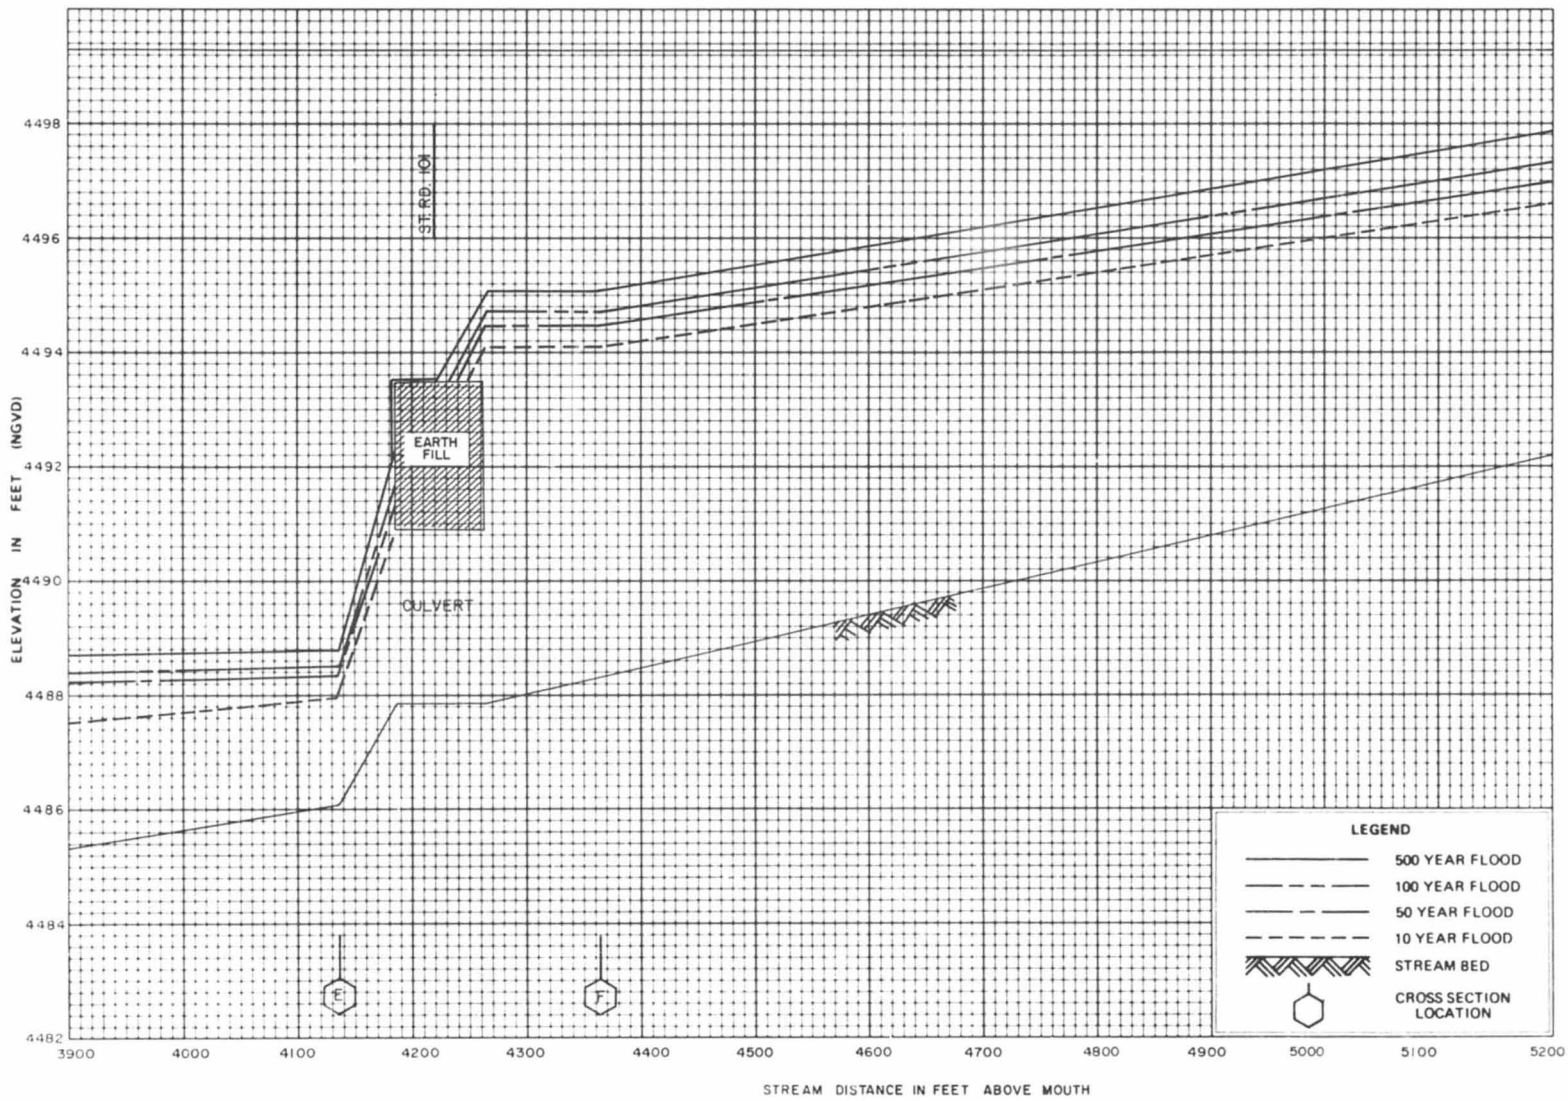 4498
4496
4494
4492
4490
4488
4486
4484
4482
ELEVATION IN FEET (NGVD)
ST. RD. 101
EARTH
FILL
CULVERT
E
F
LEGEND
500 YEAR FLOOD
100 YEAR FLOOD
50 YEAR FLOOD
10 YEAR FLOOD
STREAM BED
CROSS SECTION
LOCATION
3900 4000 4100 4200 4300 4400 4500 4600 4700 4800 4900 5000 5100 5200
STREAM DISTANCE IN FEET ABOVE MOUTH